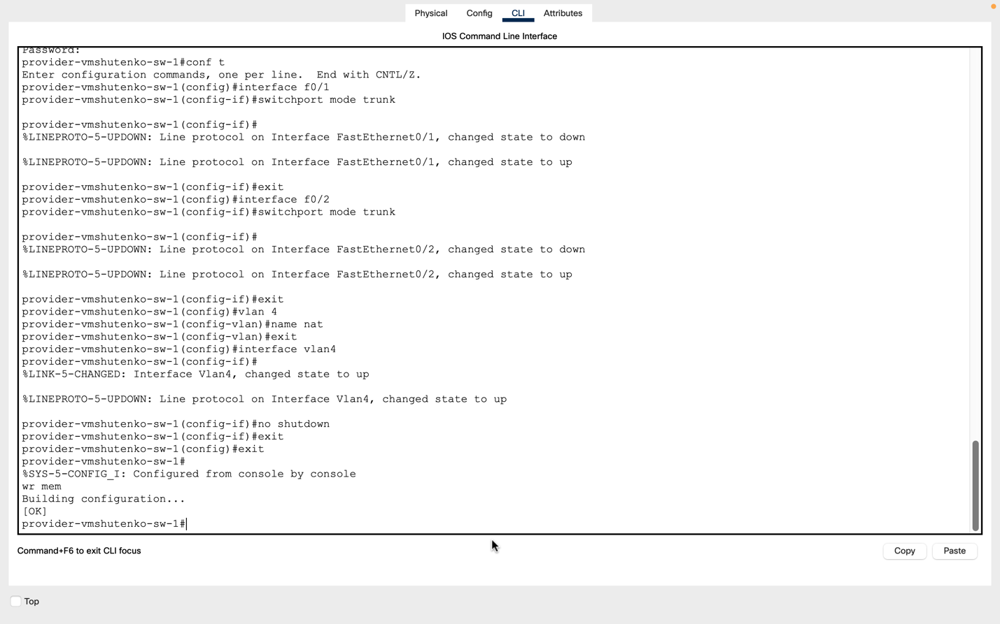 Physical Config CLI Attributes
IOS Command Line Interface
Password:
provider-vmshutenko-sw-1#conf t
Enter configuration commands, one per line.  End with CNTL/Z.
provider-vmshutenko-sw-1(config)#interface f0/1
provider-vmshutenko-sw-1(config-if)#switchport mode trunk
provider-vmshutenko-sw-1(config-if)#
%LINEPROTO-5-UPDOWN: Line protocol on Interface FastEthernet0/1, changed state to down
%LINEPROTO-5-UPDOWN: Line protocol on Interface FastEthernet0/1, changed state to up
provider-vmshutenko-sw-1(config-if)#exit
provider-vmshutenko-sw-1(config)#interface f0/2
provider-vmshutenko-sw-1(config-if)#switchport mode trunk
provider-vmshutenko-sw-1(config-if)#
%LINEPROTO-5-UPDOWN: Line protocol on Interface FastEthernet0/2, changed state to down
%LINEPROTO-5-UPDOWN: Line protocol on Interface FastEthernet0/2, changed state to up
provider-vmshutenko-sw-1(config-if)#exit
provider-vmshutenko-sw-1(config)#vlan 4
provider-vmshutenko-sw-1(config-vlan)#name nat
provider-vmshutenko-sw-1(config-vlan)#exit
provider-vmshutenko-sw-1(config)#interface vlan4
provider-vmshutenko-sw-1(config-if)#
%LINK-5-CHANGED: Interface Vlan4, changed state to up
%LINEPROTO-5-UPDOWN: Line protocol on Interface Vlan4, changed state to up
provider-vmshutenko-sw-1(config-if)#no shutdown
provider-vmshutenko-sw-1(config-if)#exit
provider-vmshutenko-sw-1(config)#exit
provider-vmshutenko-sw-1#
%SYS-5-CONFIG_I: Configured from console by console
wr mem
Building configuration...
[OK]
provider-vmshutenko-sw-1#
Command+F6 to exit CLI focus
Copy Paste
Top